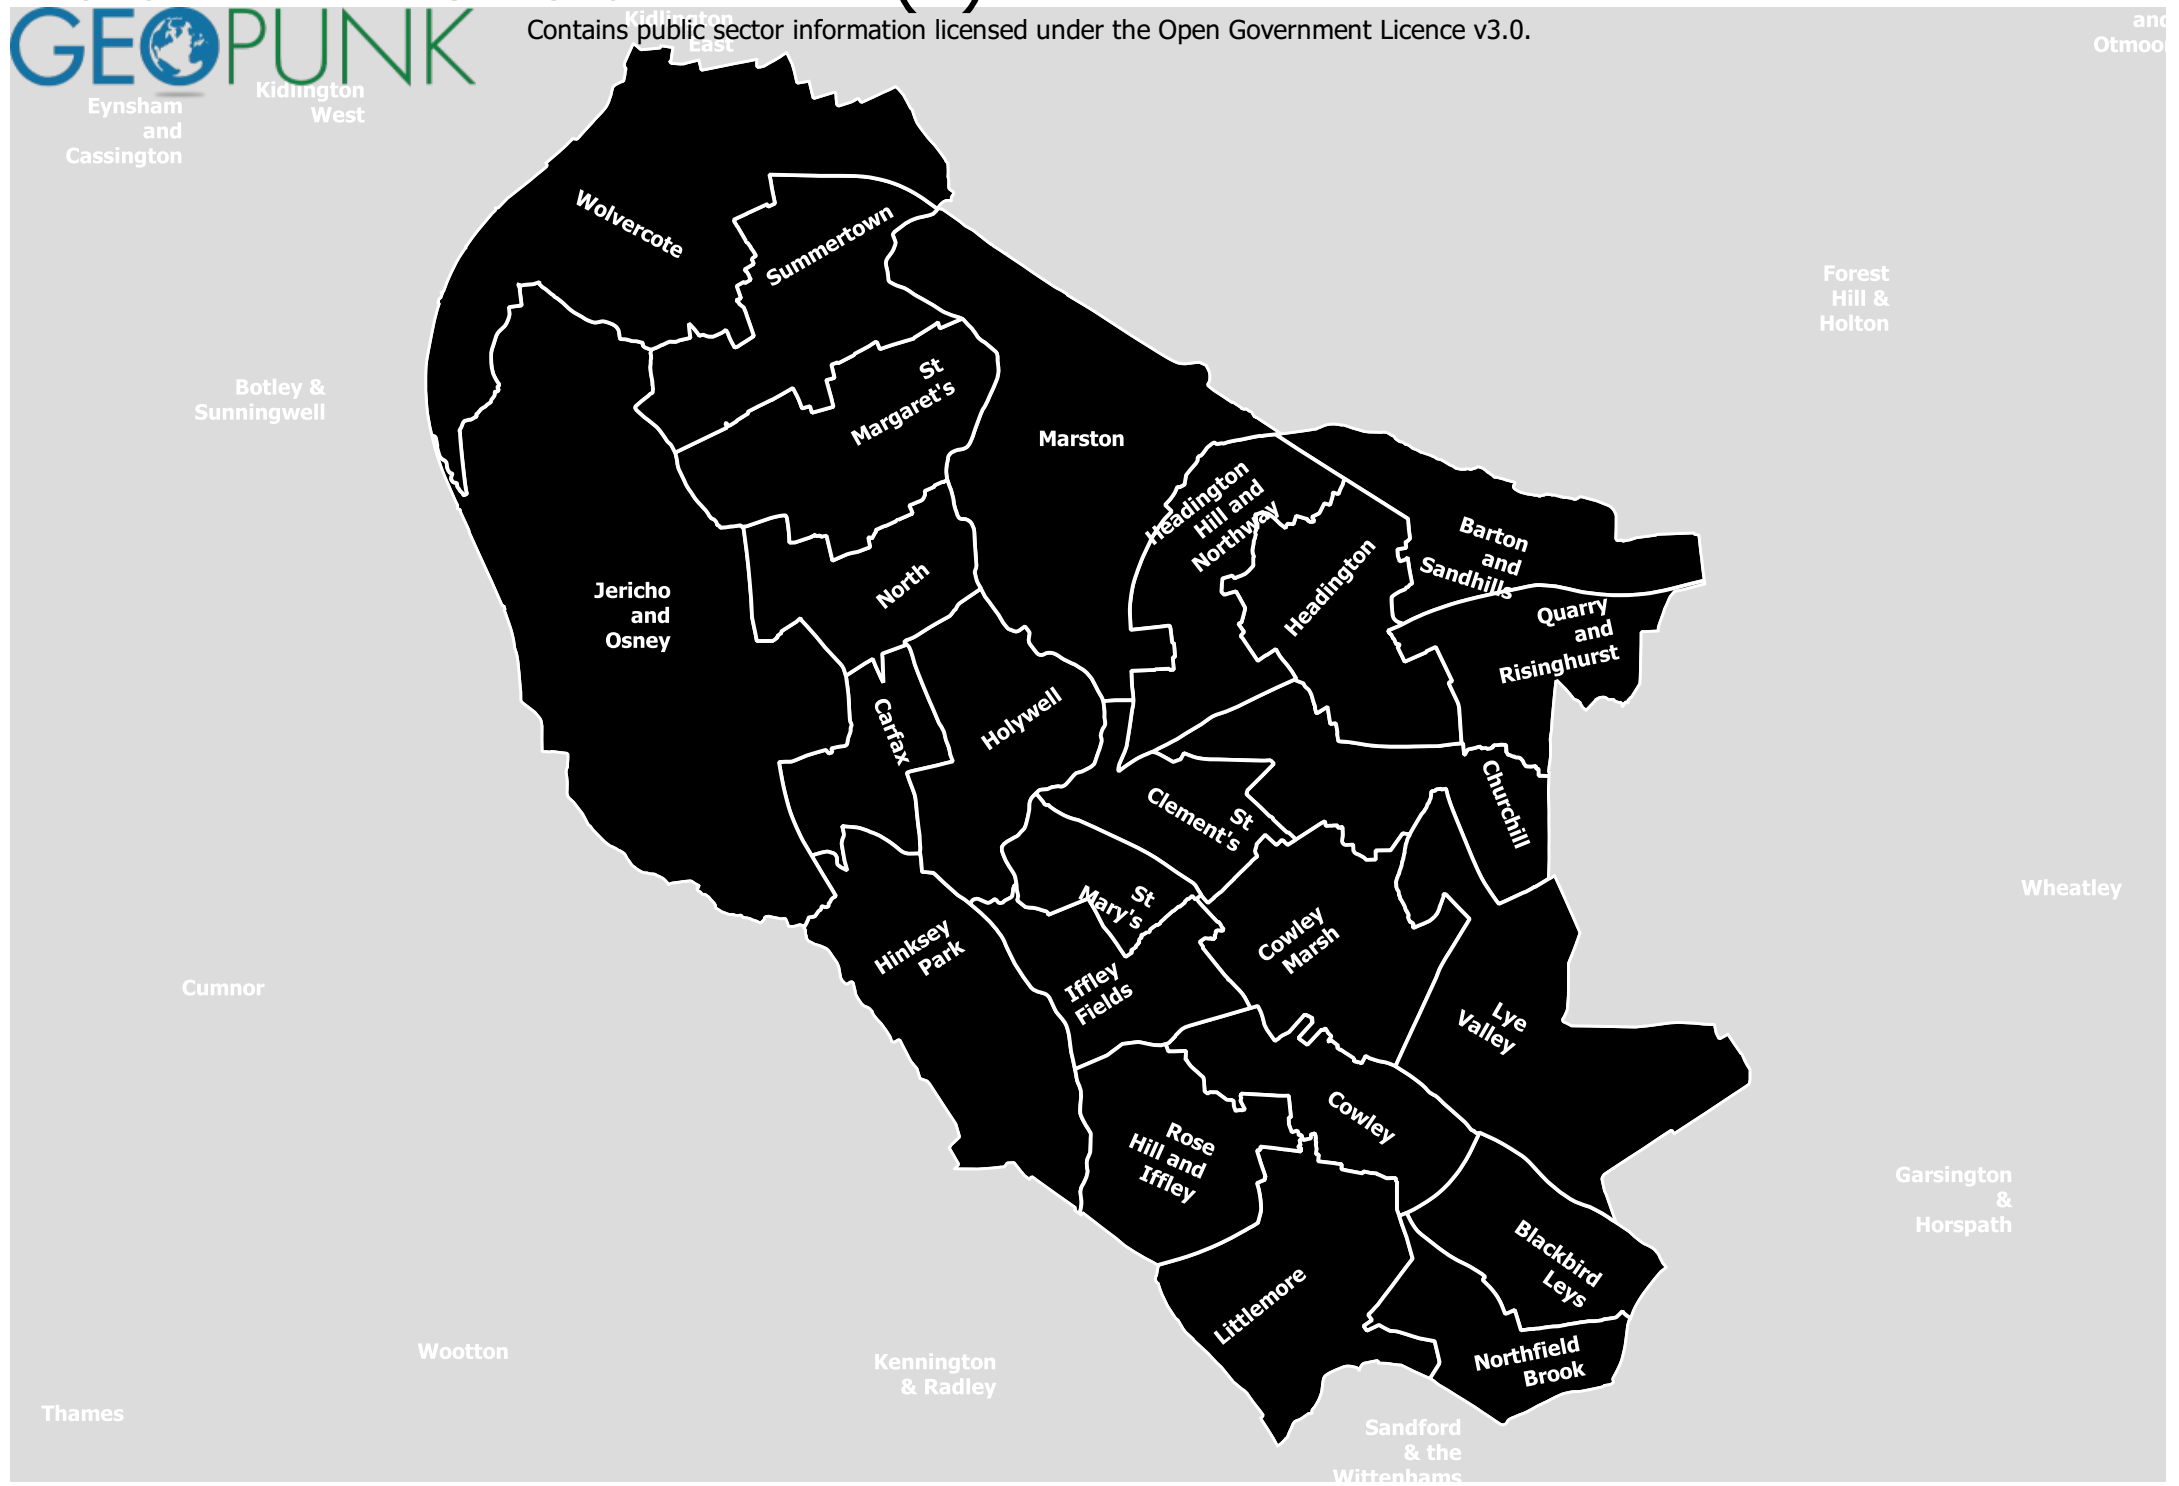 GEOPUNK
Contains public sector information licensed under the Open Government Licence v3.0.
Kidlington
East
and
Otmoor
Kidlington
West
Eynsham
and
Cassington
Wolvercote
Summertown
Forest
Hill &
Holton
Botley &
Sunningwell
St
Margaret's
Marston
Headington
Hill and
Northway
Barton
and
Sandhills
Headington
North
Jericho
and
Osney
Quarry
and
Risinghurst
Carfax
Holywell
St
Clement's
Churchill
Wheatley
St
Mary's
Cowley
Marsh
Hinksey
Park
Iffley
Fields
Cumnor
Lye
Valley
Cowley
Rose
Hill and
Iffley
Garsington
&
Horspath
Blackbird
Leys
Littlemore
Northfield
Brook
Wootton
Kennington
& Radley
Thames
Sandford
& the
Wittenhams